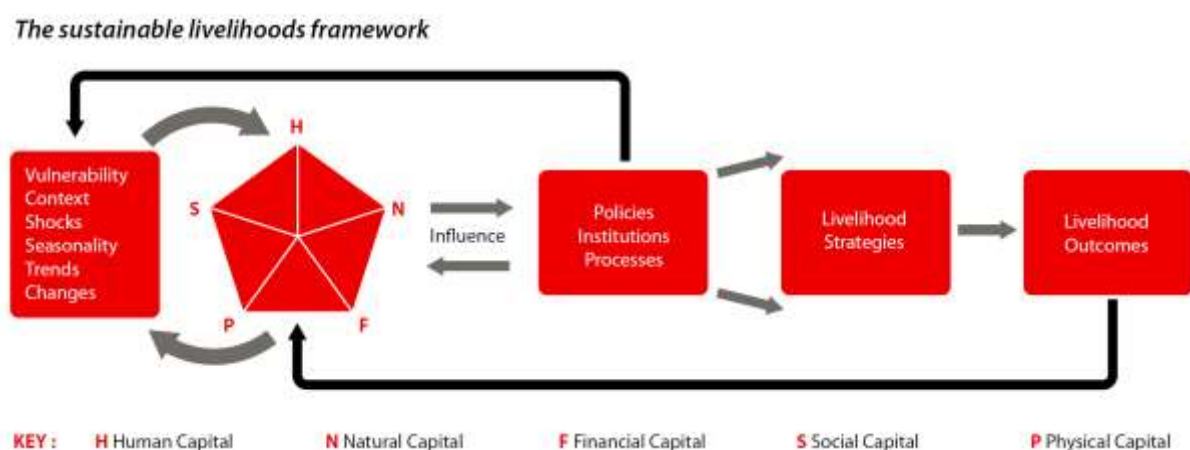 The sustainable livelihoods framework
Vulnerability
Context
Shocks
Seasonality
Trends
Changes
H
S
N
P
F
Influence
Policies
Institutions
Processes
Livelihood
Strategies
Livelihood
Outcomes
KEY : H Human Capital N Natural Capital F Financial Capital S Social Capital P Physical Capital